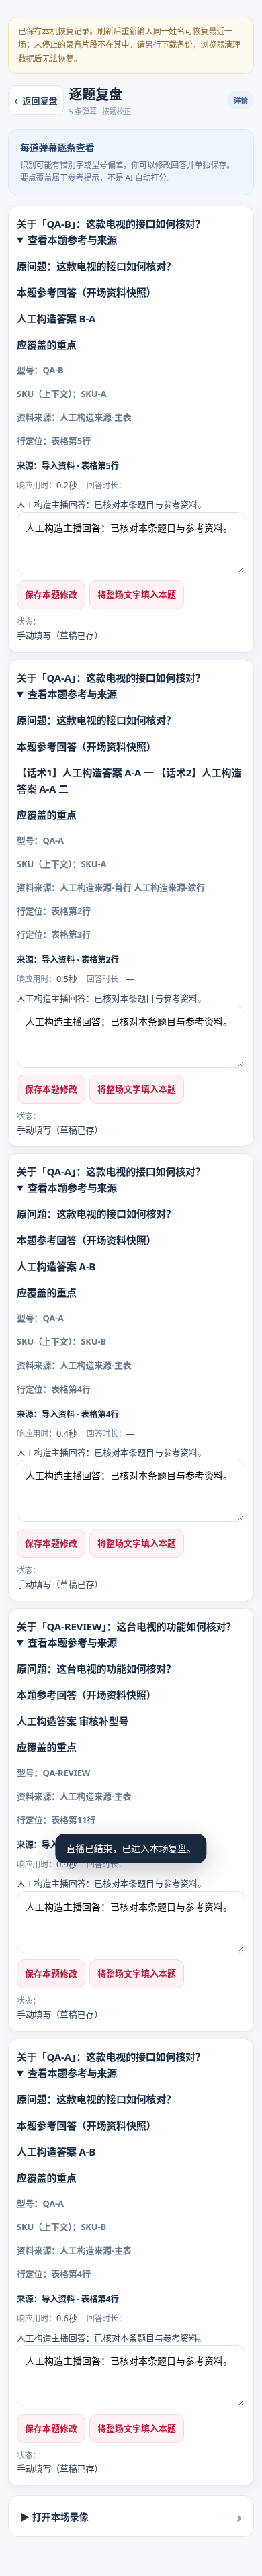 已保存本机恢复记录。刷新后重新输入同一姓名可恢复最近一
场；未停止的录音片段不在其中。请另行下载备份，浏览器清理
数据后无法恢复。
‹ 返回复盘
逐题复盘
5 条弹幕 · 按题校正
详情
每道弹幕逐条查看
识别可能有错别字或型号偏差。你可以修改回答并单独保存。
要点覆盖属于参考提示，不是 AI 自动打分。
关于「QA-B」：这款电视的接口如何核对？
▼ 查看本题参考与来源
原问题：这款电视的接口如何核对？
本题参考回答（开场资料快照）
人工构造答案 B-A
应覆盖的重点
型号：QA-B
SKU（上下文）：SKU-A
资料来源：人工构造来源-主表
行定位：表格第5行
来源：导入资料 · 表格第5行
响应用时：0.2秒 回答时长：—
人工构造主播回答：已核对本条题目与参考资料。
人工构造主播回答：已核对本条题目与参考资料。
保存本题修改 将整场文字填入本题
状态：
手动填写（草稿已存）
关于「QA-A」：这款电视的接口如何核对？
▼ 查看本题参考与来源
原问题：这款电视的接口如何核对？
本题参考回答（开场资料快照）
【话术1】人工构造答案 A-A 一 【话术2】人工构造
答案 A-A 二
应覆盖的重点
型号：QA-A
SKU（上下文）：SKU-A
资料来源：人工构造来源-首行 人工构造来源-续行
行定位：表格第2行
行定位：表格第3行
来源：导入资料 · 表格第2行
响应用时：0.5秒 回答时长：—
人工构造主播回答：已核对本条题目与参考资料。
人工构造主播回答：已核对本条题目与参考资料。
保存本题修改 将整场文字填入本题
状态：
手动填写（草稿已存）
关于「QA-A」：这款电视的接口如何核对？
▼ 查看本题参考与来源
原问题：这款电视的接口如何核对？
本题参考回答（开场资料快照）
人工构造答案 A-B
应覆盖的重点
型号：QA-A
SKU（上下文）：SKU-B
资料来源：人工构造来源-主表
行定位：表格第4行
来源：导入资料 · 表格第4行
响应用时：0.4秒 回答时长：—
人工构造主播回答：已核对本条题目与参考资料。
人工构造主播回答：已核对本条题目与参考资料。
保存本题修改 将整场文字填入本题
状态：
手动填写（草稿已存）
关于「QA-REVIEW」：这台电视的功能如何核对？
▼ 查看本题参考与来源
原问题：这台电视的功能如何核对？
本题参考回答（开场资料快照）
人工构造答案 审核补型号
应覆盖的重点
型号：QA-REVIEW
资料来源：人工构造来源-主表
行定位：表格第11行
来源：导入
直播已结束，已进入本场复盘。
响应用时：0.9秒 回答时长：—
人工构造主播回答：已核对本条题目与参考资料。
人工构造主播回答：已核对本条题目与参考资料。
保存本题修改 将整场文字填入本题
状态：
手动填写（草稿已存）
关于「QA-A」：这款电视的接口如何核对？
▼ 查看本题参考与来源
原问题：这款电视的接口如何核对？
本题参考回答（开场资料快照）
人工构造答案 A-B
应覆盖的重点
型号：QA-A
SKU（上下文）：SKU-B
资料来源：人工构造来源-主表
行定位：表格第4行
来源：导入资料 · 表格第4行
响应用时：0.6秒 回答时长：—
人工构造主播回答：已核对本条题目与参考资料。
人工构造主播回答：已核对本条题目与参考资料。
保存本题修改 将整场文字填入本题
状态：
手动填写（草稿已存）
▶ 打开本场录像 ›